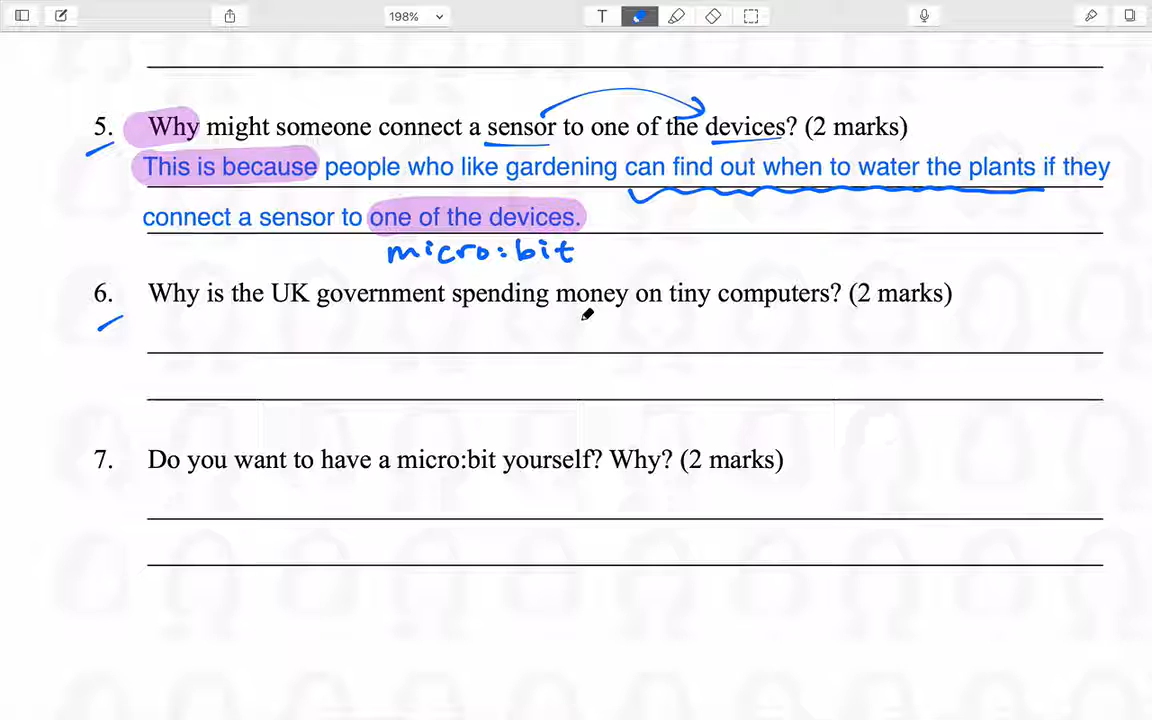 198%
T
5. Why might someone connect a sensor to one of the devices? (2 marks)
This is because people who like gardening can find out when to water the plants if they
connect a sensor to one of the devices.
micro:bit
6. Why is the UK government spending money on tiny computers? (2 marks)
7. Do you want to have a micro:bit yourself? Why? (2 marks)